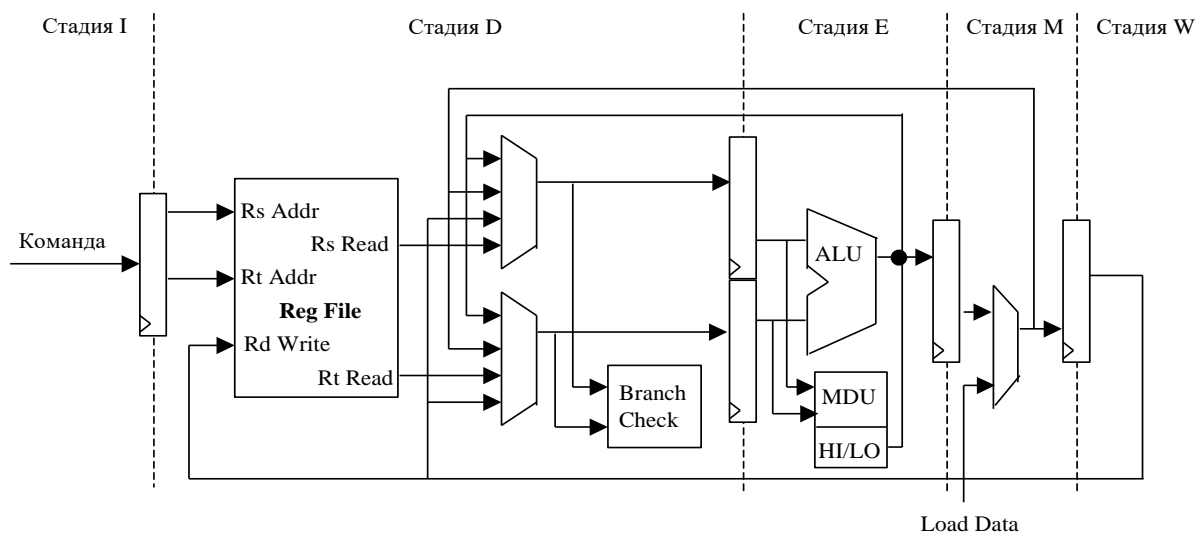 Стадия I
Стадия D
Стадия E
Стадия M
Стадия W
Команда
Rs Addr
Rs Read
Rt Addr
Reg File
Rd Write
Rt Read
Branch
Check
ALU
MDU
HI/LO
Load Data